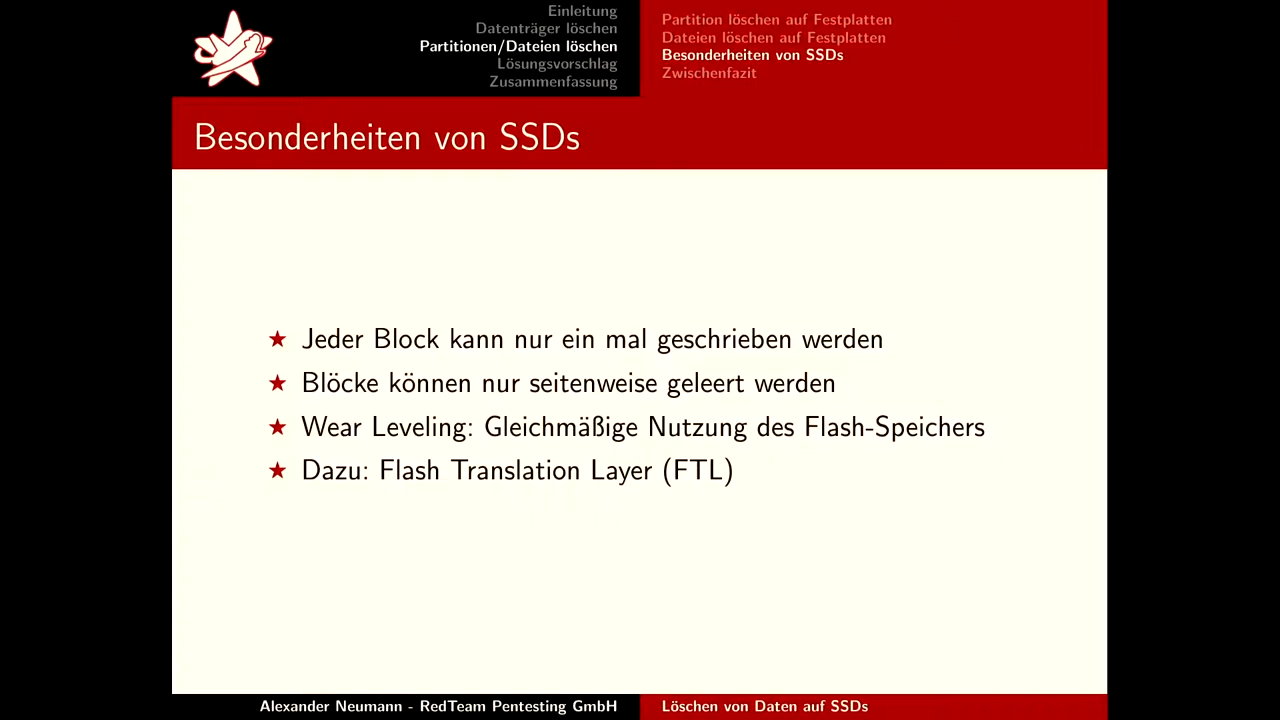 Einleitung
Datenträger löschen
Partitionen/Dateien löschen
Lösungsvorschlag
Zusammenfassung
Partition löschen auf Festplatten
Dateien löschen auf Festplatten
Besonderheiten von SSDs
Zwischenfazit
Besonderheiten von SSDs
Jeder Block kann nur ein mal geschrieben werden
Blöcke können nur seitenweise geleert werden
Wear Leveling: Gleichmäßige Nutzung des Flash-Speichers
Dazu: Flash Translation Layer (FTL)
Alexander Neumann - RedTeam Pentesting GmbH
Löschen von Daten auf SSDs